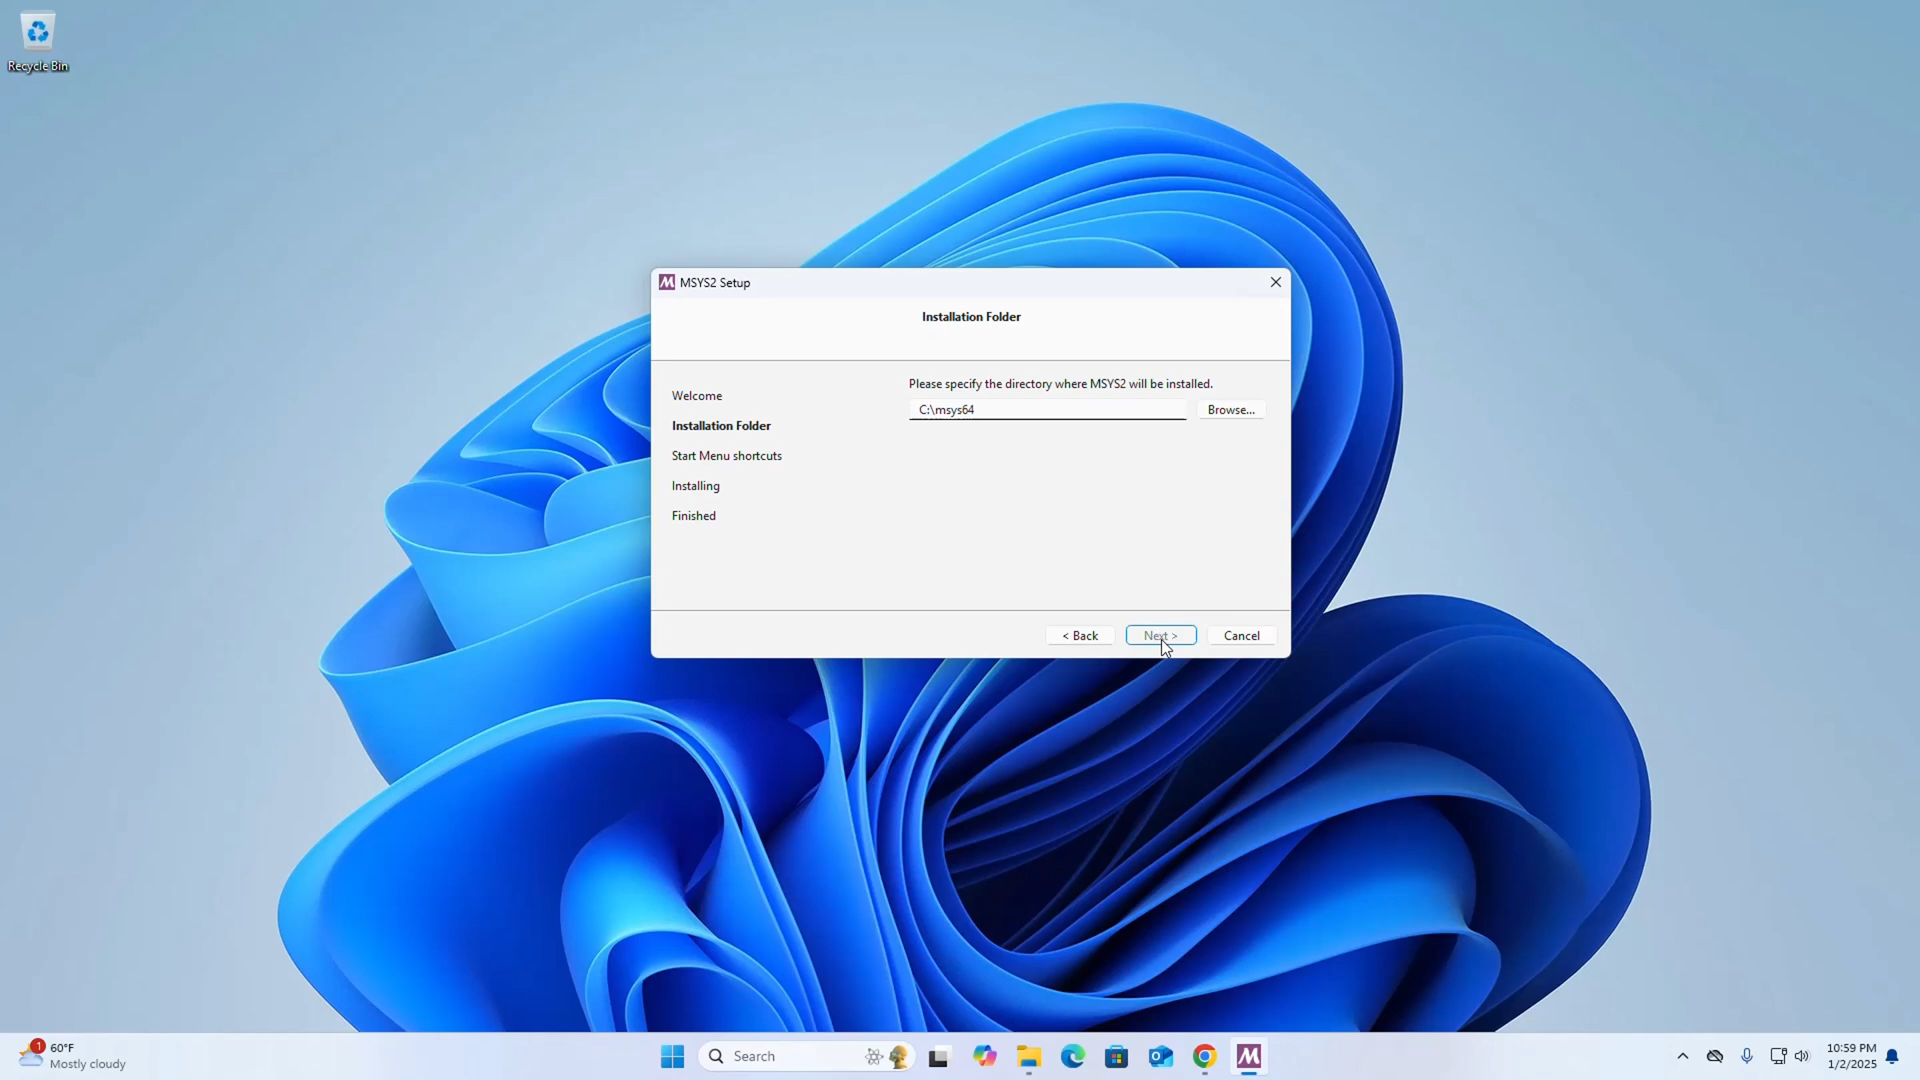 Recycle Bin
MSYS2 Setup
Installation Folder
Please specify the directory where MSYS2 will be installed.
C:\msys64
Browse...
Welcome
Installation Folder
Start Menu shortcuts
Installing
Finished
< Back
Next >
Cancel
1
60°F
Mostly cloudy
Search
10:59 PM
1/2/2025